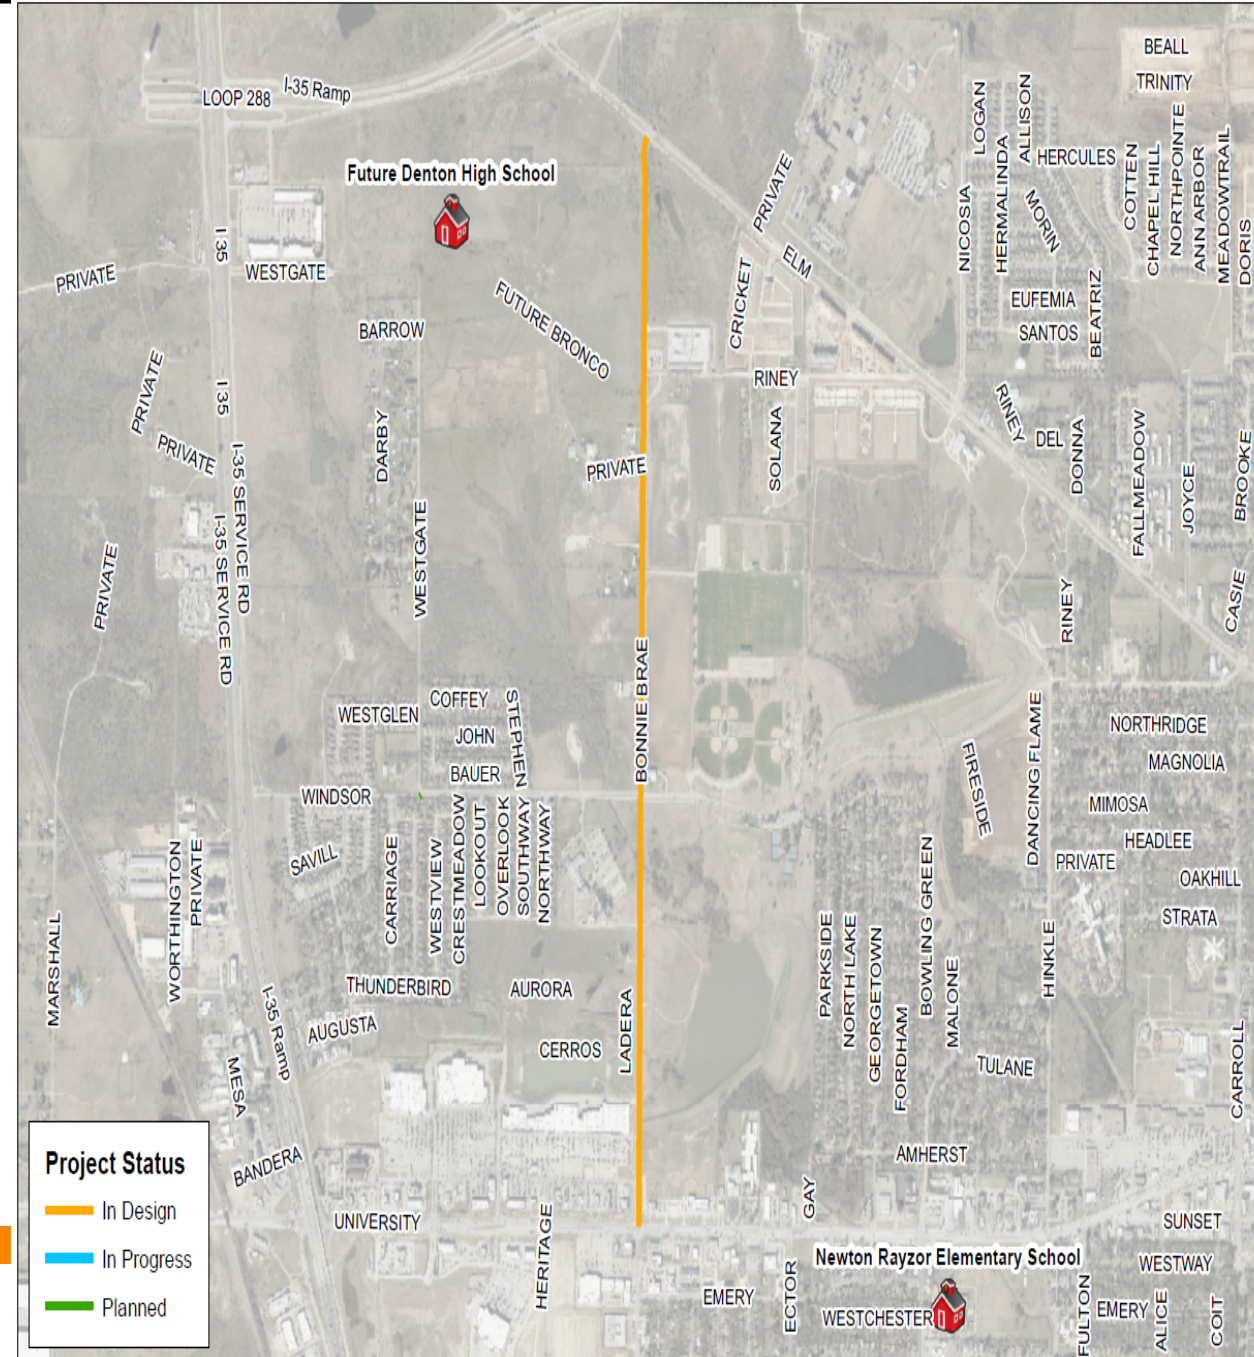 BEALL
TRINITY
LOOP 288
I-35 Ramp
LOGAN
ALLISON
HERCULES
COTTEN
CHAPEL HILL
NORTHPOINTE
ANN ARBOR
MEADOWTRAIL
DORIS
Future Denton High School
PRIVATE
NICOSIA
HERMALINDA
MORIN
I 35
PRIVATE
WESTGATE
ELM
CRICKET
FUTURE BRONCO
EUFEMIA
BEATRIZ
BARROW
SANTOS
PRIVATE
I 35
RINEY
RINEY
DEL
DONNA
FALLMEADOW
JOYCE
BROOKE
DARBY
SOLANA
PRIVATE
PRIVATE
I-35 SERVICE RD
I-35 SERVICE RD
WESTGATE
PRIVATE
RINEY
CASIE
BONNIE BRAE
COFFEY
STEPHEN
WESTGLEN
JOHN
BAUER
WINDSOR
DANCING FLAME
NORTHRIDGE
MAGNOLIA
FIRESIDE
MIMOSA
HEADLEE
PRIVATE
OAKHILL
STRATA
SAVILL
CARRIAGE
WESTVIEW
CRESTMEADOW
LOOKOUT
OVERLOOK
SOUTHWAY
NORTHWAY
WORTHINGTON
PRIVATE
MARSHALL
PARKSIDE
NORTH LAKE
GEORGETOWN
FORDHAM
BOWLING GREEN
MALONE
HINKLE
THUNDERBIRD
AURORA
I-35 Ramp
AUGUSTA
LADERA
CERROS
MESA
TULANE
CARROLL
BANDERA
AMHERST
GAY
UNIVERSITY
HERITAGE
SUNSET
Newton Rayzor Elementary School
WESTWAY
EMERY
ECTOR
WESTCHESTER
FULTON
EMERY
ALICE
COIT
Project Status
In Design
In Progress
Planned